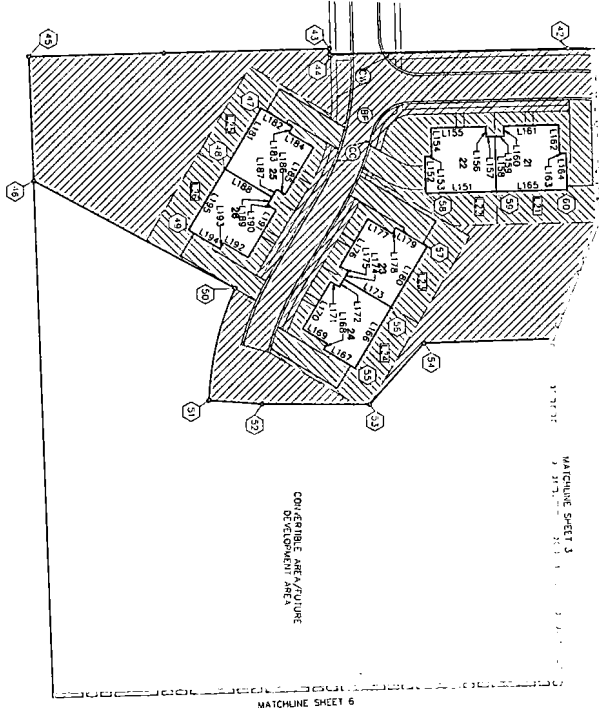 45
43
42
44
46
47
L182
L184
L181
L183
L186
L185
25
L187
48
L188
26
L189
L190
L191
L195
L193
L194
L192
49
50
51
52
53
54
55
56
57
58
59
60
L155
L154
L156
L157
22
L152
L153
L151
L161
L162
L160
L159
L158
21
L164
L163
L165
L177
L179
L178
L176
L175
L174
23
L180
L173
L172
L171
L170
L168
24
L169
L167
L166
CONVERTIBLE AREA/FUTURE
DEVELOPMENT AREA
MATCHLINE SHEET 3
MATCHLINE SHEET 6